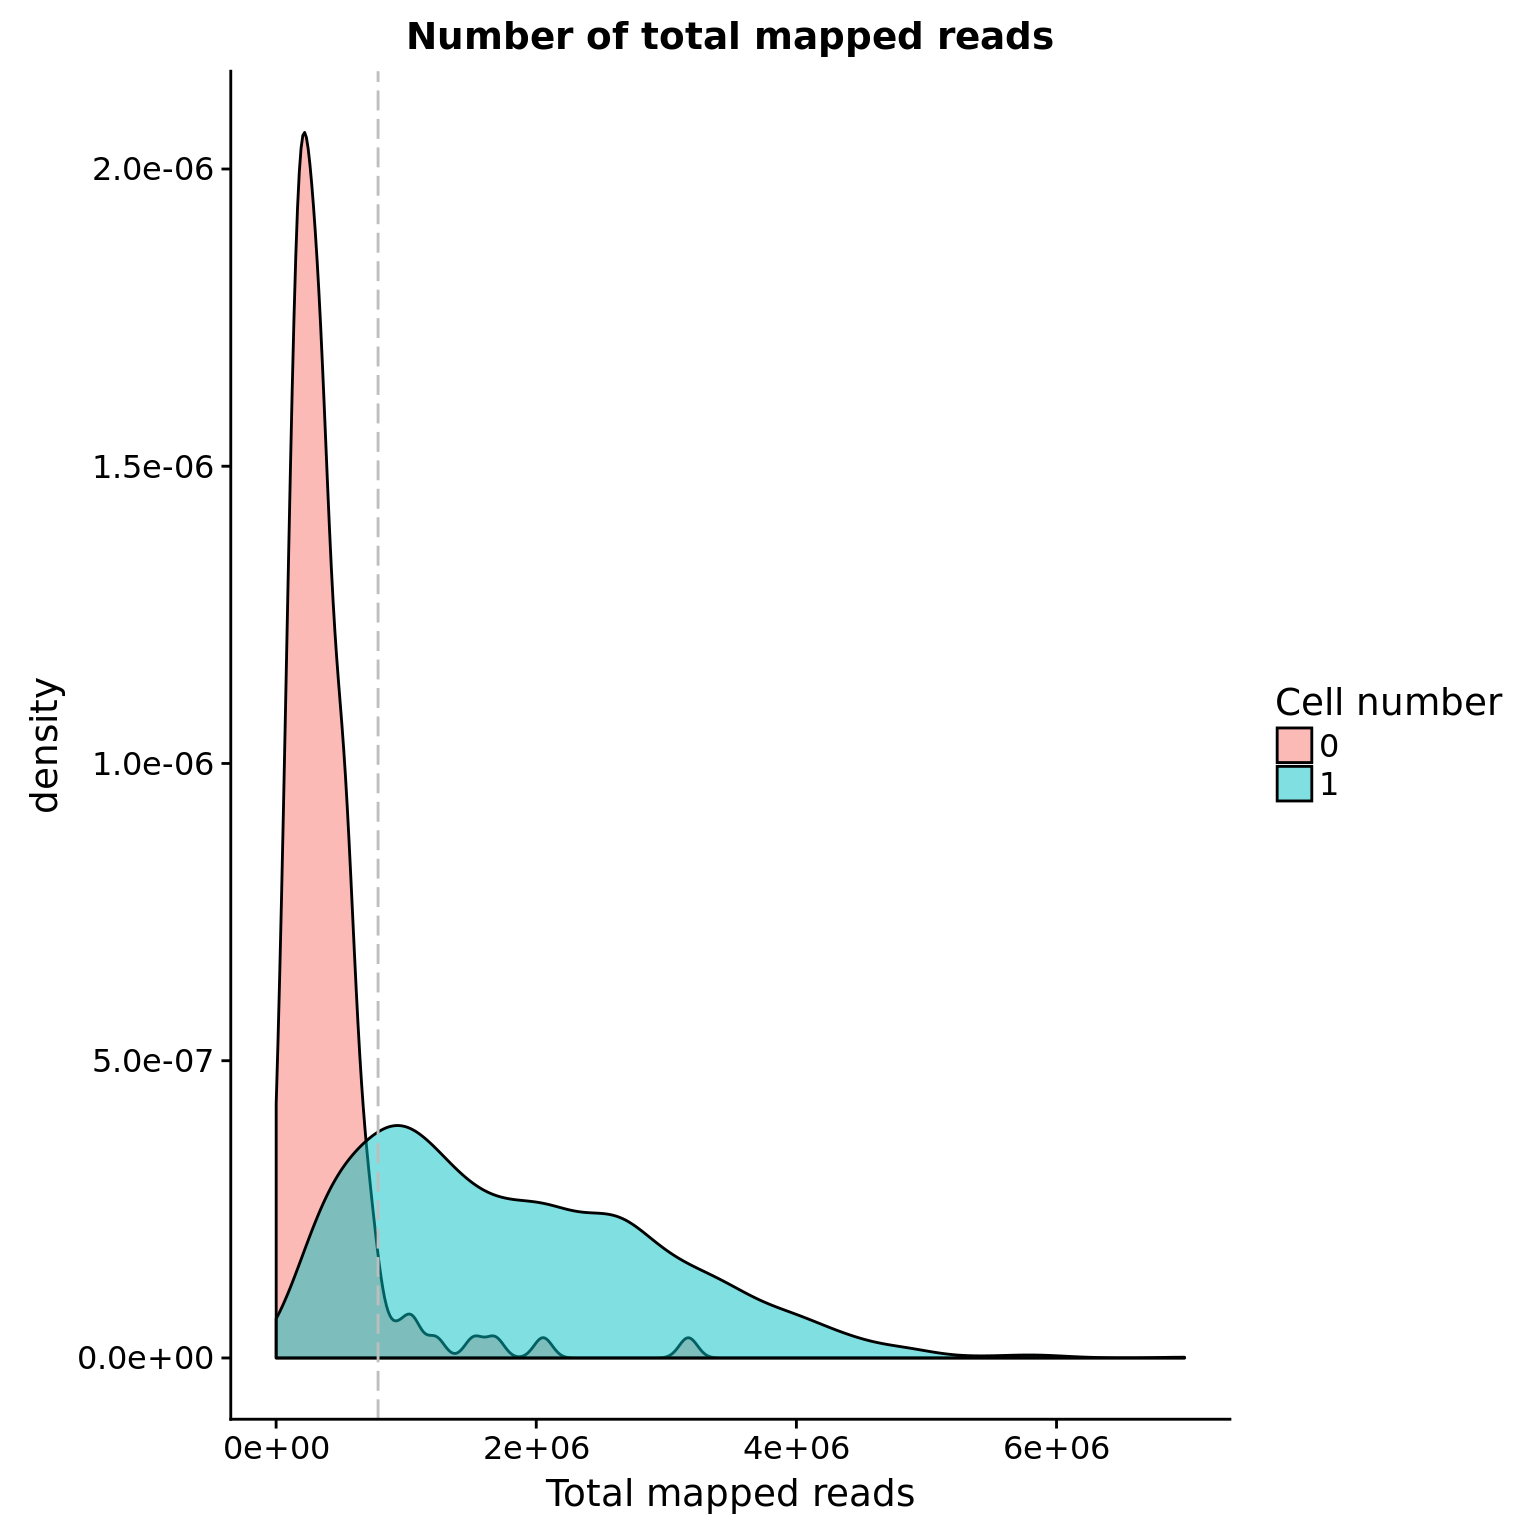 Number of total mapped reads
2.0e-06
1.5e-06
1.0e-06
5.0e-07
0.0e+00
density
0e+00
2e+06
4e+06
6e+06
Total mapped reads
Cell number
0
1